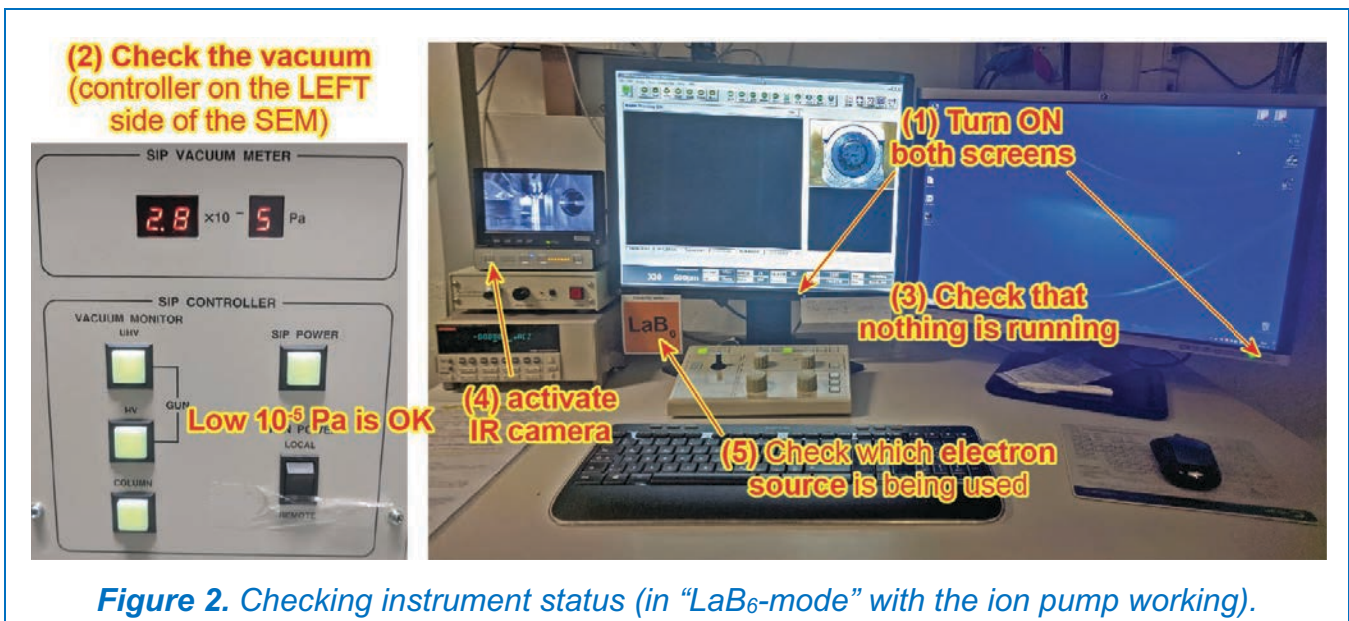 (2) Check the vacuum
(controller on the LEFT
side of the SEM)
SIP VACUUM METER
2.8 ×10 - 5 Pa
SIP CONTROLLER
VACUUM MONITOR
UHV
SIP POWER
HV
GUN
Low 10⁻⁵ Pa is OK
LOCAL
COLUMN
REMOTE
(1) Turn ON
both screens
(3) Check that
nothing is running
LaB₆
(4) activate
IR camera
(5) Check which electron
source is being used
Figure 2. Checking instrument status (in “LaB₆-mode” with the ion pump working).